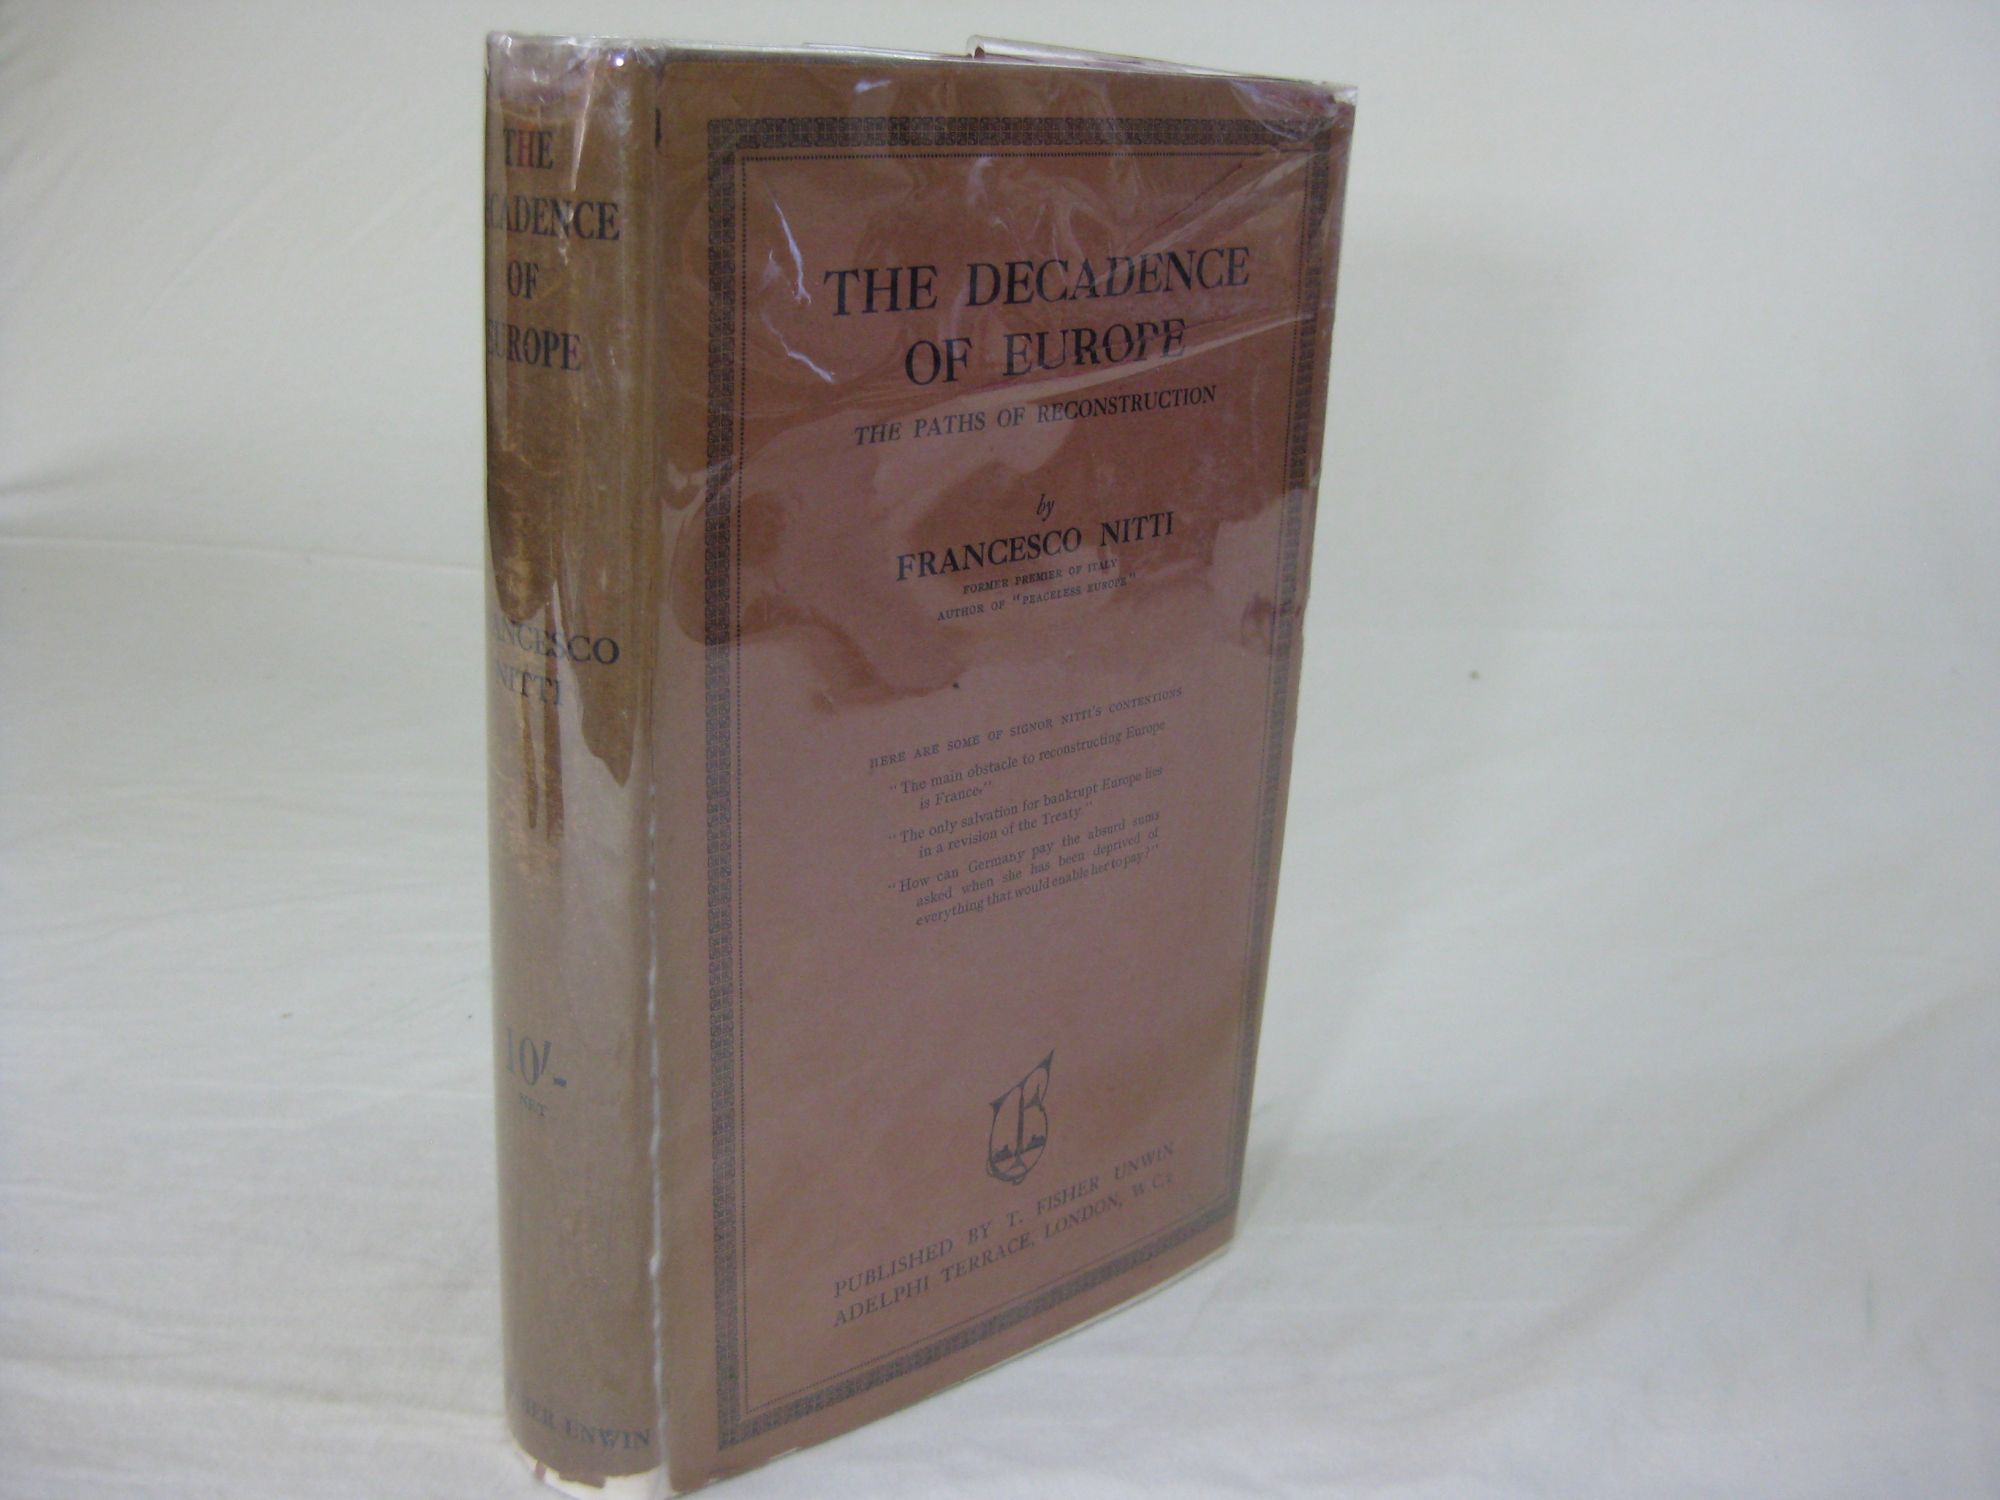 THE
ECADENCE
OF
EUROPE
ANCESCO
NITTI
10/-
NET
HER UNWIN
THE DECADENCE
OF EUROPE
THE PATHS OF RECONSTRUCTION
by
FRANCESCO NITTI
FORMER PREMIER OF ITALY
AUTHOR OF "PEACELESS EUROPE"
HERE ARE SOME OF SIGNOR NITTI'S CONTENTIONS
"The main obstacle to reconstructing Europe
is France."
"The only salvation for bankrupt Europe lies
in a revision of the Treaty."
"How can Germany pay the absurd sums
asked when she has been deprived of
everything that would enable her to pay?"
PUBLISHED BY T. FISHER UNWIN
ADELPHI TERRACE, LONDON, W.C.2